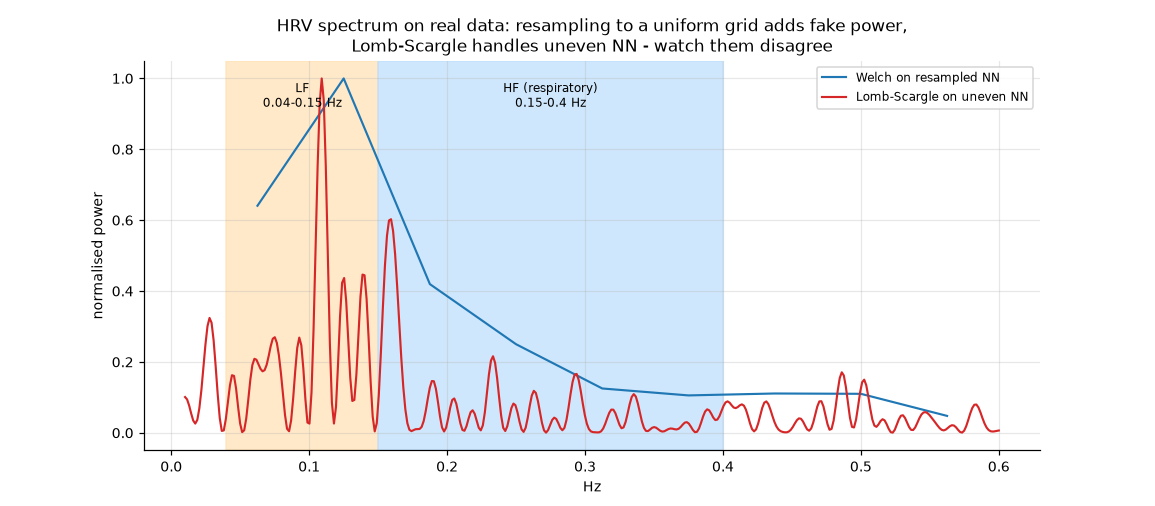 HRV spectrum on real data: resampling to a uniform grid adds fake power,
Lomb-Scargle handles uneven NN - watch them disagree
LF
0.04-0.15 Hz
HF (respiratory)
0.15-0.4 Hz
Welch on resampled NN
Lomb-Scargle on uneven NN
1.0
0.8
0.6
0.4
0.2
0.0
normalised power
0.0 0.1 0.2 0.3 0.4 0.5 0.6
Hz